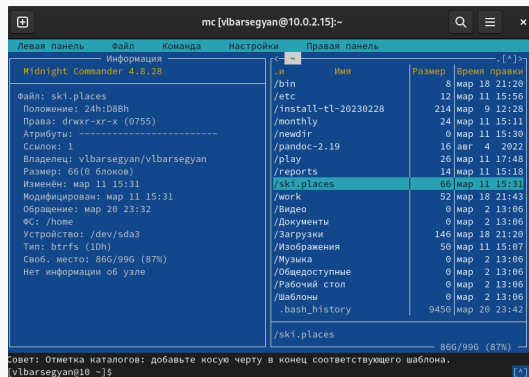 mc [vlbarsegyan@10.0.2.15]:~
Левая панель Файл Команда Настройки Правая панель
Информация
Midnight Commander 4.8.28
Файл: ski.places
Положение: 24h:D8Bh
Права: drwxr-xr-x (0755)
Атрибуты: -------------------------
Ссылок: 1
Владелец: vlbarsegyan/vlbarsegyan
Размер: 66(0 блоков)
Изменён: мар 11 15:31
Модифицирован: мар 11 15:31
Обращение: мар 20 23:32
ФС: /home
Устройство: /dev/sda3
Тип: btrfs (1Dh)
Своб. место: 86G/99G (87%)
Нет информации об узле
<- ~ .[^]>
.и Имя Размер Время правки
/bin 8 мар 18 21:20
/etc 12 мар 11 15:56
/install-tl-20230228 214 мар 9 12:28
/monthly 24 мар 11 15:11
/newdir 0 мар 11 15:30
/pandoc-2.19 16 авг 4 2022
/play 26 мар 11 17:48
/reports 14 мар 11 15:18
/ski.places 66 мар 11 15:31
/work 52 мар 18 21:43
/Видео 0 мар 2 13:06
/Документы 0 мар 2 13:06
/Загрузки 146 мар 18 21:20
/Изображения 50 мар 11 15:07
/Музыка 0 мар 2 13:06
/Общедоступные 0 мар 2 13:06
/Рабочий стол 0 мар 2 13:06
/Шаблоны 0 мар 2 13:06
.bash_history 9450 мар 20 23:42
/ski.places
86G/99G (87%)
Совет: Отметка каталогов: добавьте косую черту в конец соответствующего шаблона.
[vlbarsegyan@10 ~]$ [^]